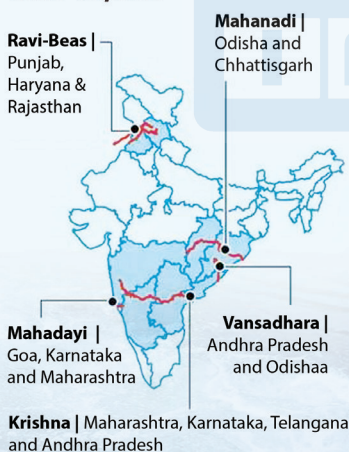 Mahanadi |
Odisha and
Chhattisgarh
Ravi-Beas |
Punjab,
Haryana &
Rajasthan
Mahadayi |
Goa, Karnataka
and Maharashtra
Vansadhara |
Andhra Pradesh
and Odishaa
Krishna | Maharashtra, Karnataka, Telangana
and Andhra Pradesh